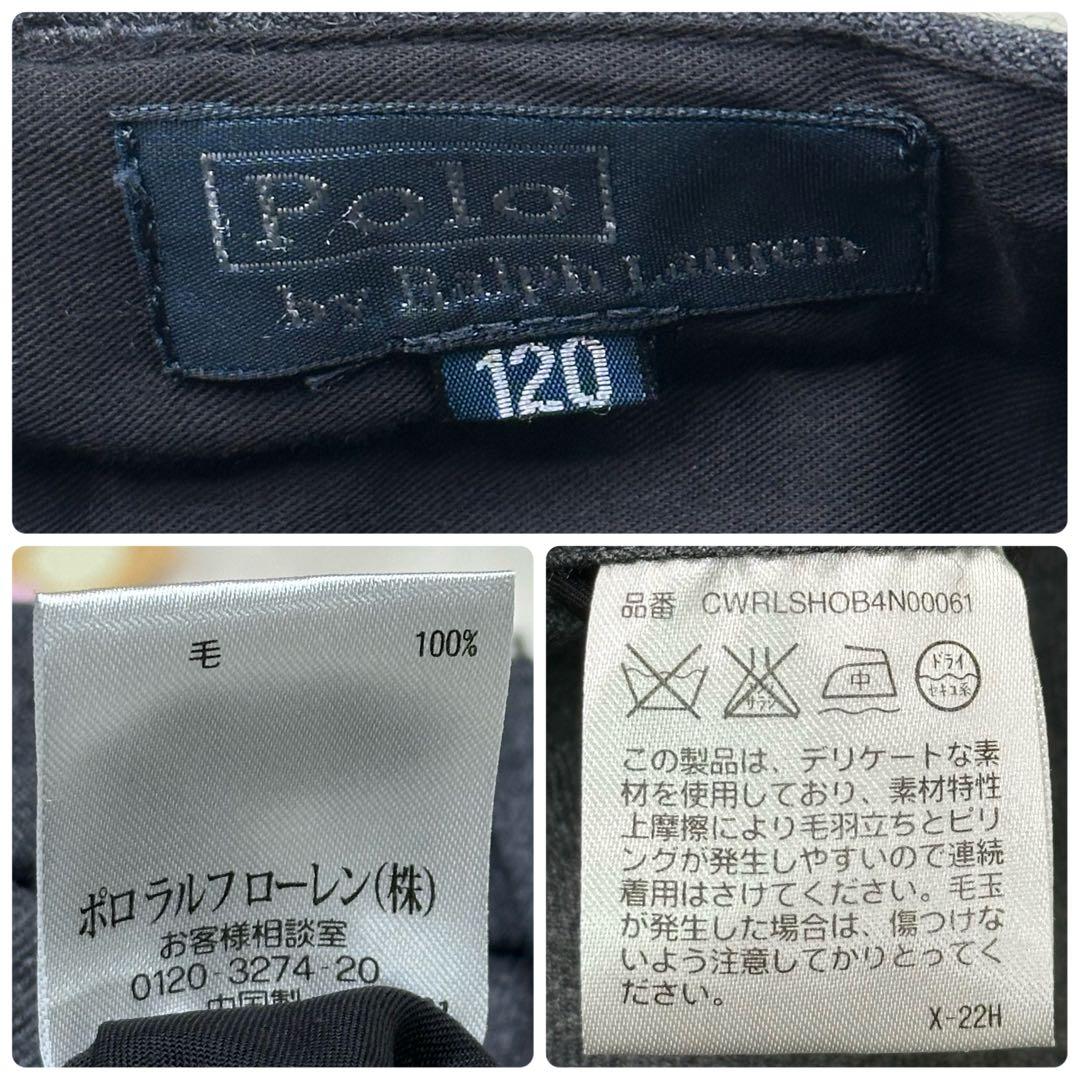 Polo
by Ralph Lauren
120
毛 100%
ポロ ラルフ ローレン(株)
お客様相談室
0120-3274-20
中国製
品番 CWRLSHOB4N00061
サラシ 中 ドライ
セキユ系
この製品は、デリケートな素
材を使用しており、素材特性
上摩擦により毛羽立ちとピリ
ングが発生しやすいので連続
着用はさけてください。毛玉
が発生した場合は、傷つけな
いよう注意してかりとってく
ださい。
X-22H